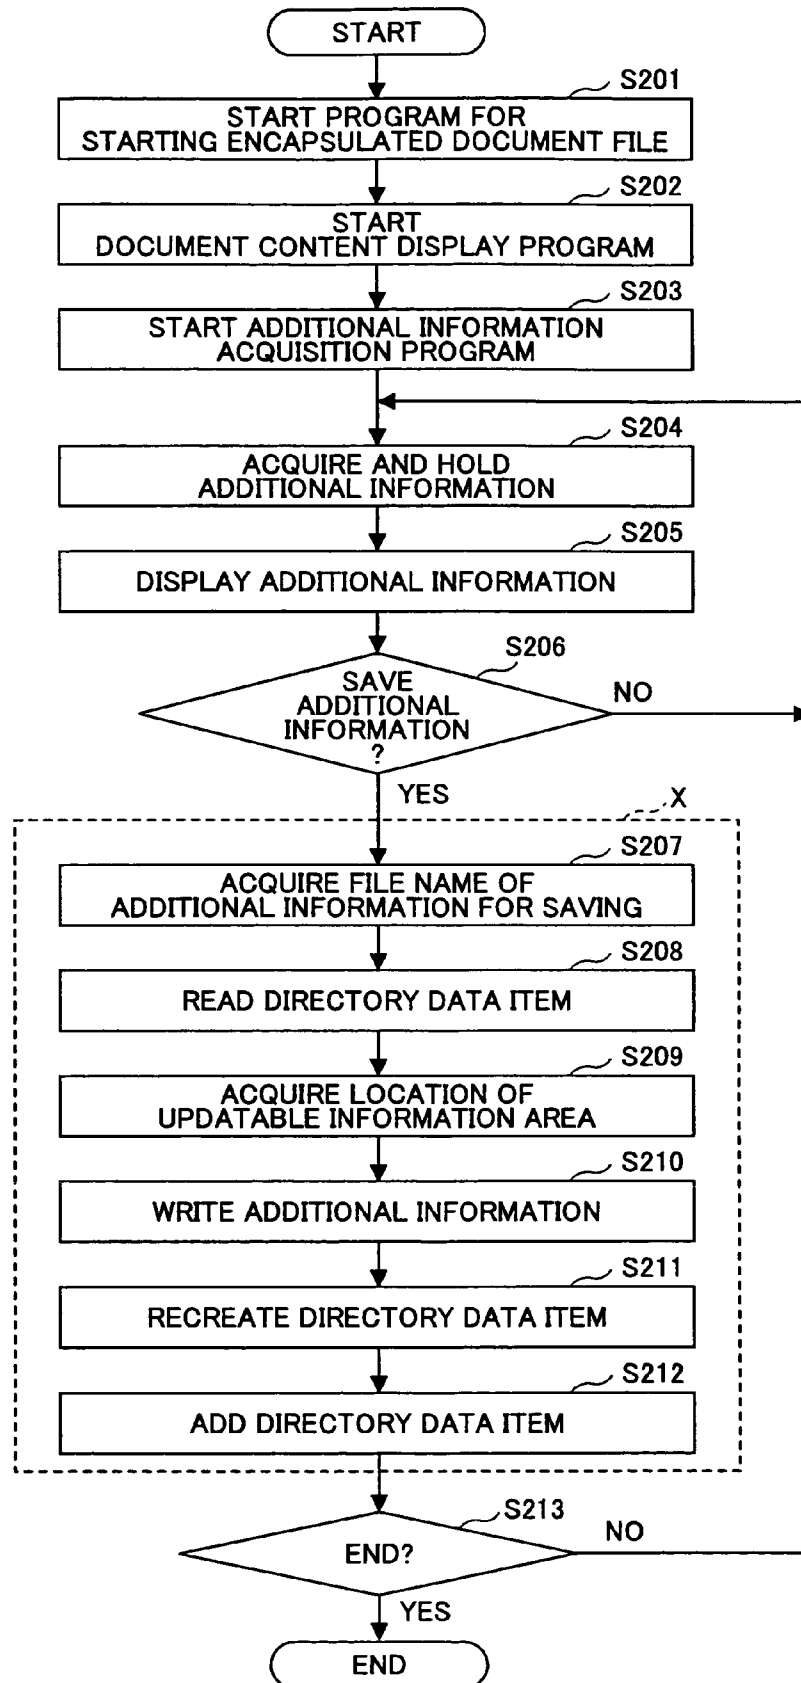 START
S201
START PROGRAM FOR
STARTING ENCAPSULATED DOCUMENT FILE
S202
START
DOCUMENT CONTENT DISPLAY PROGRAM
S203
START ADDITIONAL INFORMATION
ACQUISITION PROGRAM
S204
ACQUIRE AND HOLD
ADDITIONAL INFORMATION
S205
DISPLAY ADDITIONAL INFORMATION
S206
SAVE
ADDITIONAL
INFORMATION
?
NO
YES
X
S207
ACQUIRE FILE NAME OF
ADDITIONAL INFORMATION FOR SAVING
S208
READ DIRECTORY DATA ITEM
S209
ACQUIRE LOCATION OF
UPDATABLE INFORMATION AREA
S210
WRITE ADDITIONAL INFORMATION
S211
RECREATE DIRECTORY DATA ITEM
S212
ADD DIRECTORY DATA ITEM
S213
END?
NO
YES
END